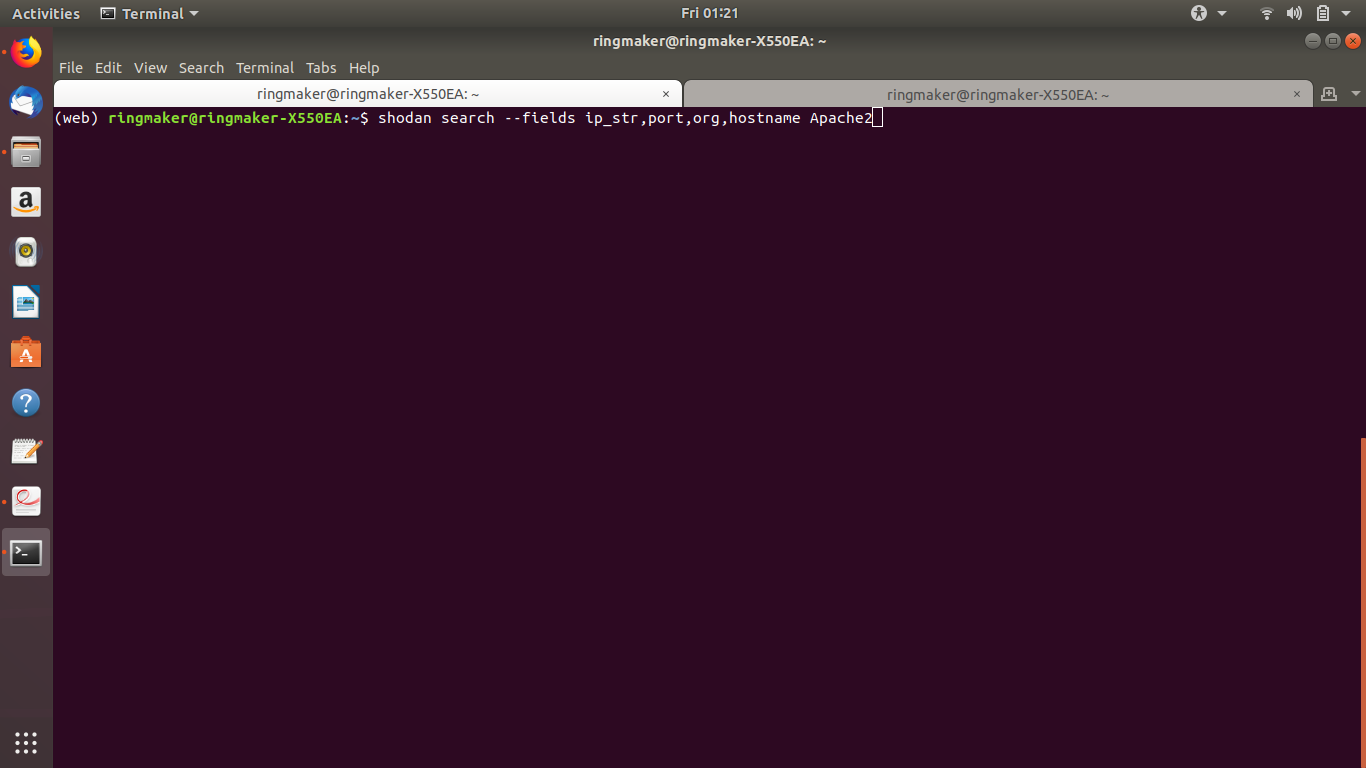 Activities Terminal Fri 01:21
ringmaker@ringmaker-X550EA: ~
File Edit View Search Terminal Tabs Help
ringmaker@ringmaker-X550EA: ~ × ringmaker@ringmaker-X550EA: ~ ×
(web) ringmaker@ringmaker-X550EA:~$ shodan search --fields ip_str,port,org,hostname Apache2